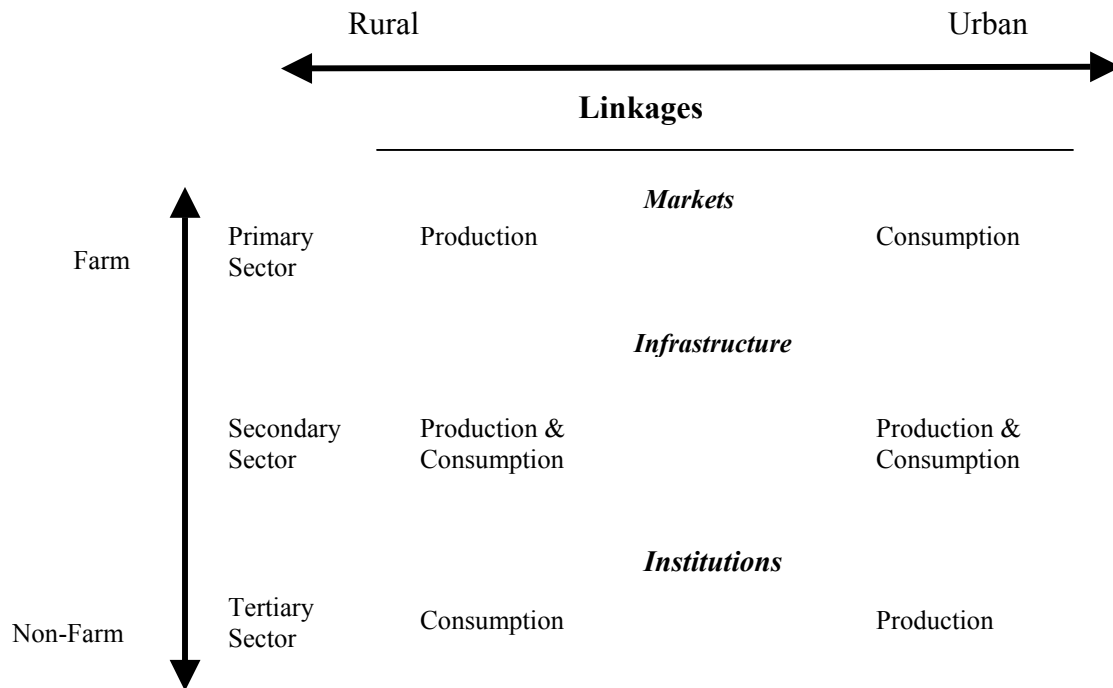 Rural Urban
Linkages
Markets
Farm Primary Sector Production Consumption
Infrastructure
Secondary Sector Production & Consumption Production & Consumption
Institutions
Non-Farm Tertiary Sector Consumption Production